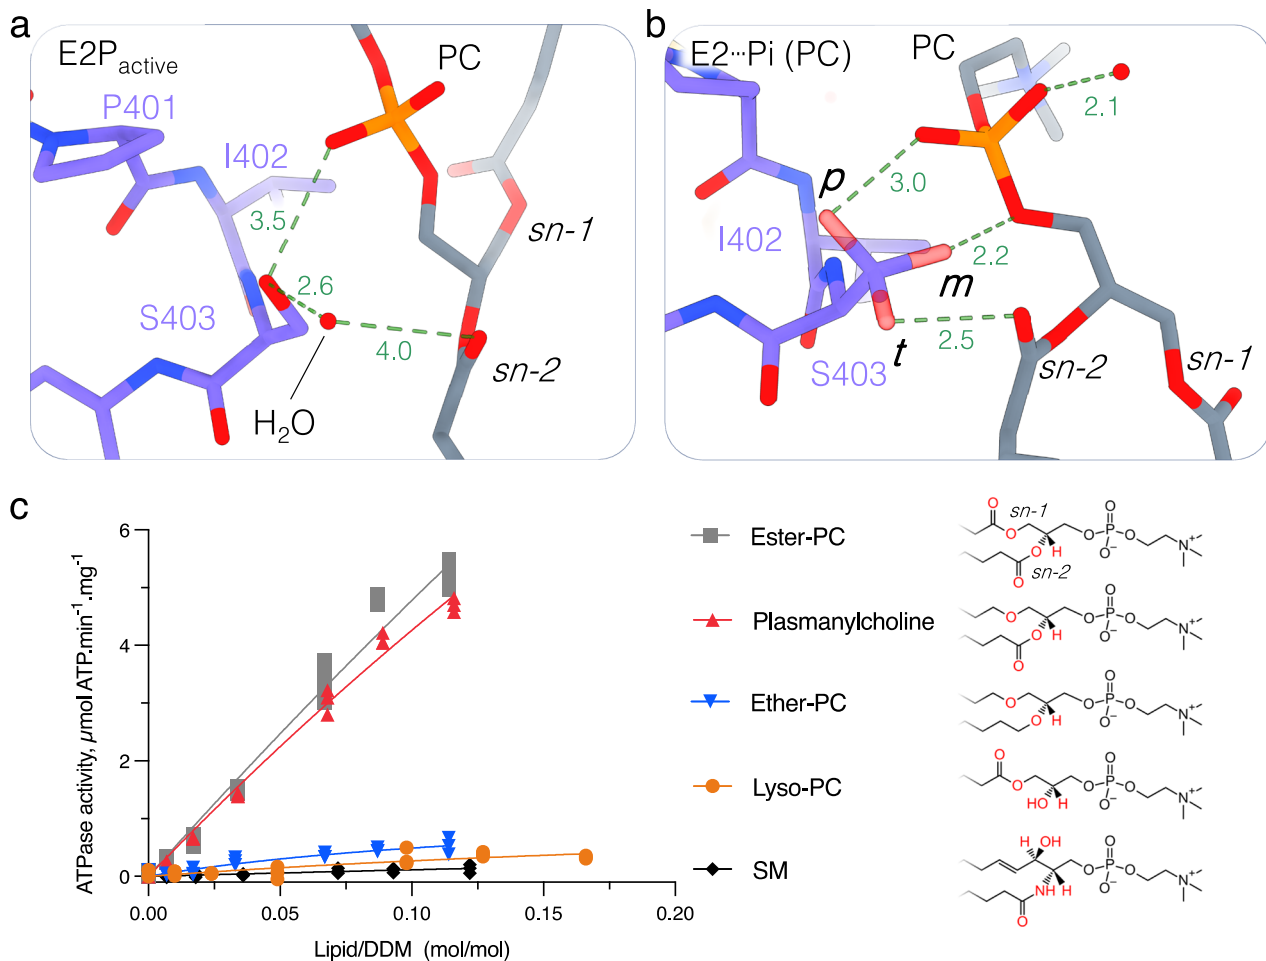 a
E2Pactive
PC
P401
I402
3.5
sn-1
2.6
S403
4.0
sn-2
H2O
b
E2···Pi (PC)
PC
2.1
p
3.0
I402
2.2
m
S403
t
2.5
sn-2
sn-1
c
ATPase activity, µmol ATP.min-1.mg-1
6
4
2
0
0.00
0.05
0.10
0.15
0.20
Lipid/DDM (mol/mol)
Ester-PC
O
sn-1
O
O
O
P
O
O-
N+
H
O
sn-2
O
Plasmanylcholine
O
O
O
P
O
O-
N+
O
H
O
Ether-PC
O
O
O
P
O
O-
N+
O
H
Lyso-PC
O
O
O
O
P
O
O-
N+
HO
H
SM
H
OH
O
O
P
O
O-
N+
NH
H
O